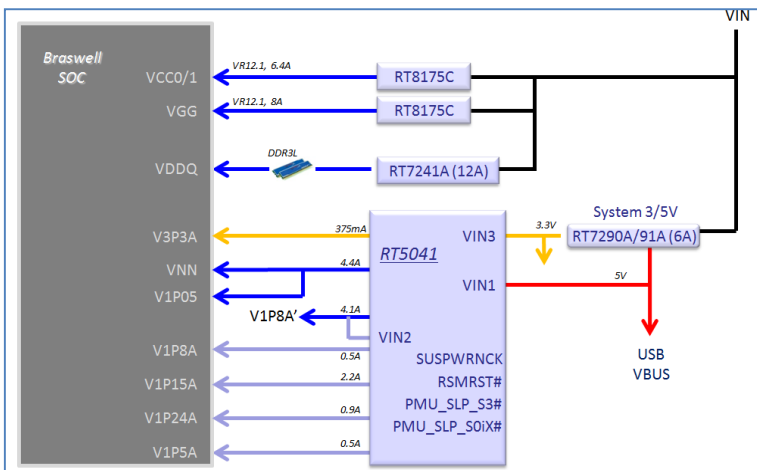 VIN
Braswell
SOC
VCC0/1
VR12.1, 6.4A
RT8175C
VGG
VR12.1, 8A
RT8175C
DDR3L
VDDQ
RT7241A (12A)
System 3/5V
V3P3A
375mA
VIN3
3.3V
RT7290A/91A (6A)
RT5041
VNN
4.4A
VIN1
5V
V1P05
V1P8A’
4.1A
VIN2
V1P8A
0.5A
SUSPWRNCK
USB
VBUS
V1P15A
2.2A
RSMRST#
PMU_SLP_S3#
V1P24A
0.9A
PMU_SLP_S0iX#
V1P5A
0.5A